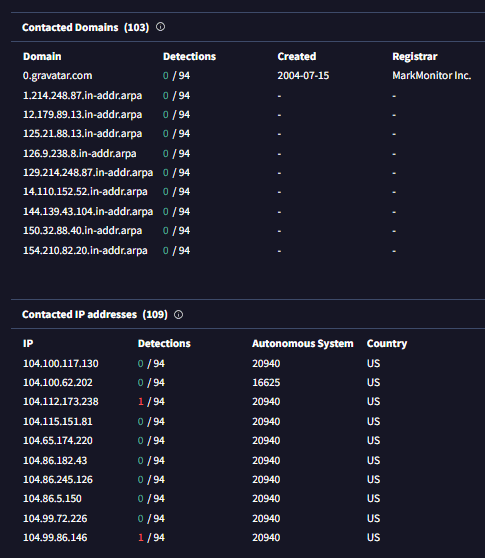 Contacted Domains (103)
Domain Detections Created Registrar
0.gravatar.com 0 / 94 2004-07-15 MarkMonitor Inc.
1.214.248.87.in-addr.arpa 0 / 94 - -
12.179.89.13.in-addr.arpa 0 / 94 - -
125.21.88.13.in-addr.arpa 0 / 94 - -
126.9.238.8.in-addr.arpa 0 / 94 - -
129.214.248.87.in-addr.arpa 0 / 94 - -
14.110.152.52.in-addr.arpa 0 / 94 - -
144.139.43.104.in-addr.arpa 0 / 94 - -
150.32.88.40.in-addr.arpa 0 / 94 - -
154.210.82.20.in-addr.arpa 0 / 94 - -
Contacted IP addresses (109)
IP Detections Autonomous System Country
104.100.117.130 0 / 94 20940 US
104.100.62.202 0 / 94 16625 US
104.112.173.238 1 / 94 20940 US
104.115.151.81 0 / 94 20940 US
104.65.174.220 0 / 94 20940 US
104.86.182.43 0 / 94 20940 US
104.86.245.126 0 / 94 20940 US
104.86.5.150 0 / 94 20940 US
104.99.72.226 0 / 94 20940 US
104.99.86.146 1 / 94 20940 US